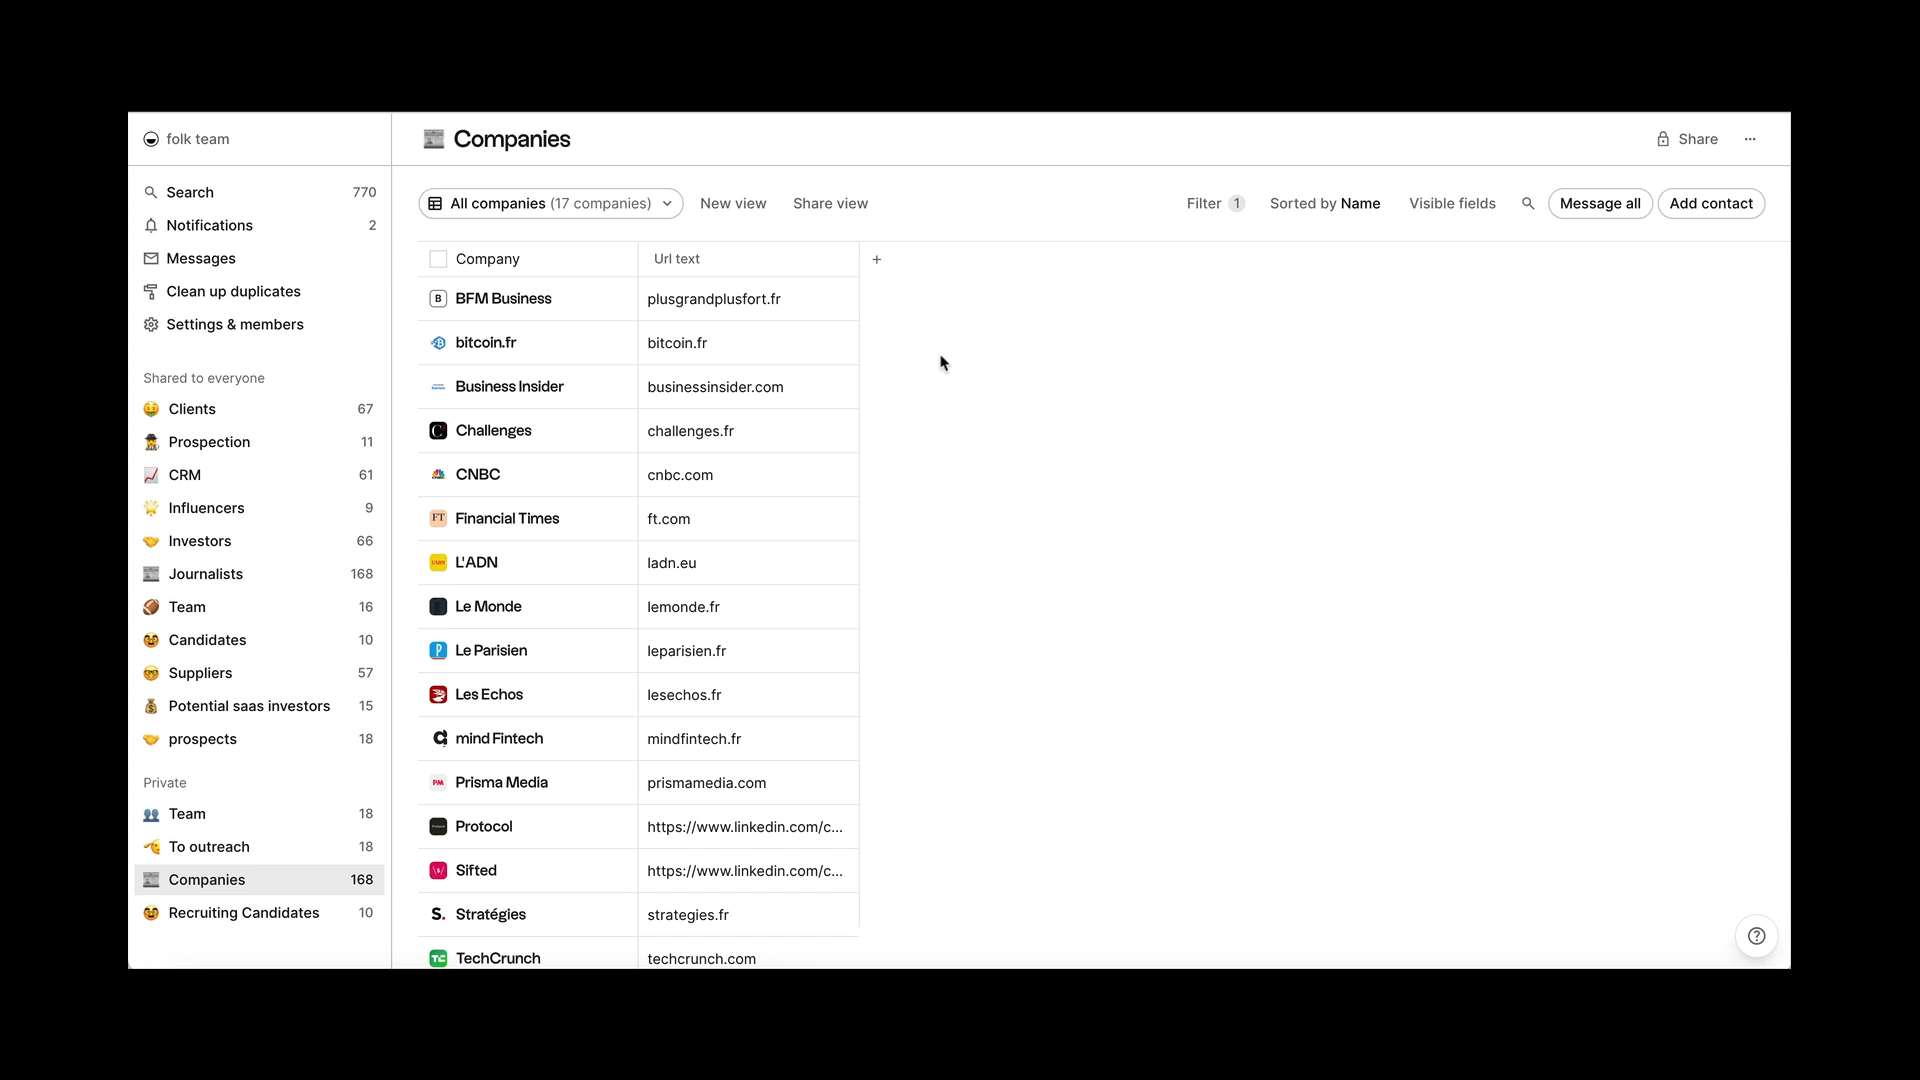 folk team
Search 770
Notifications 2
Messages
Clean up duplicates
Settings & members
Shared to everyone
Clients 67
Prospection 11
CRM 61
Influencers 9
Investors 66
Journalists 168
Team 16
Candidates 10
Suppliers 57
Potential saas investors 15
prospects 18
Private
Team 18
To outreach 18
Companies 168
Recruiting Candidates 10
Companies
Share
All companies (17 companies) New view Share view Filter 1 Sorted by Name Visible fields Message all Add contact
Company Url text +
B BFM Business plusgrandplusfort.fr
bitcoin.fr bitcoin.fr
Business Insider businessinsider.com
C Challenges challenges.fr
CNBC cnbc.com
FT Financial Times ft.com
L'ADN L'ADN ladn.eu
Le Monde lemonde.fr
P Le Parisien leparisien.fr
Les Echos lesechos.fr
mind Fintech mindfintech.fr
PM Prisma Media prismamedia.com
Protocol https://www.linkedin.com/c...
\s/ Sifted https://www.linkedin.com/c...
S. Stratégies strategies.fr
TC TechCrunch techcrunch.com